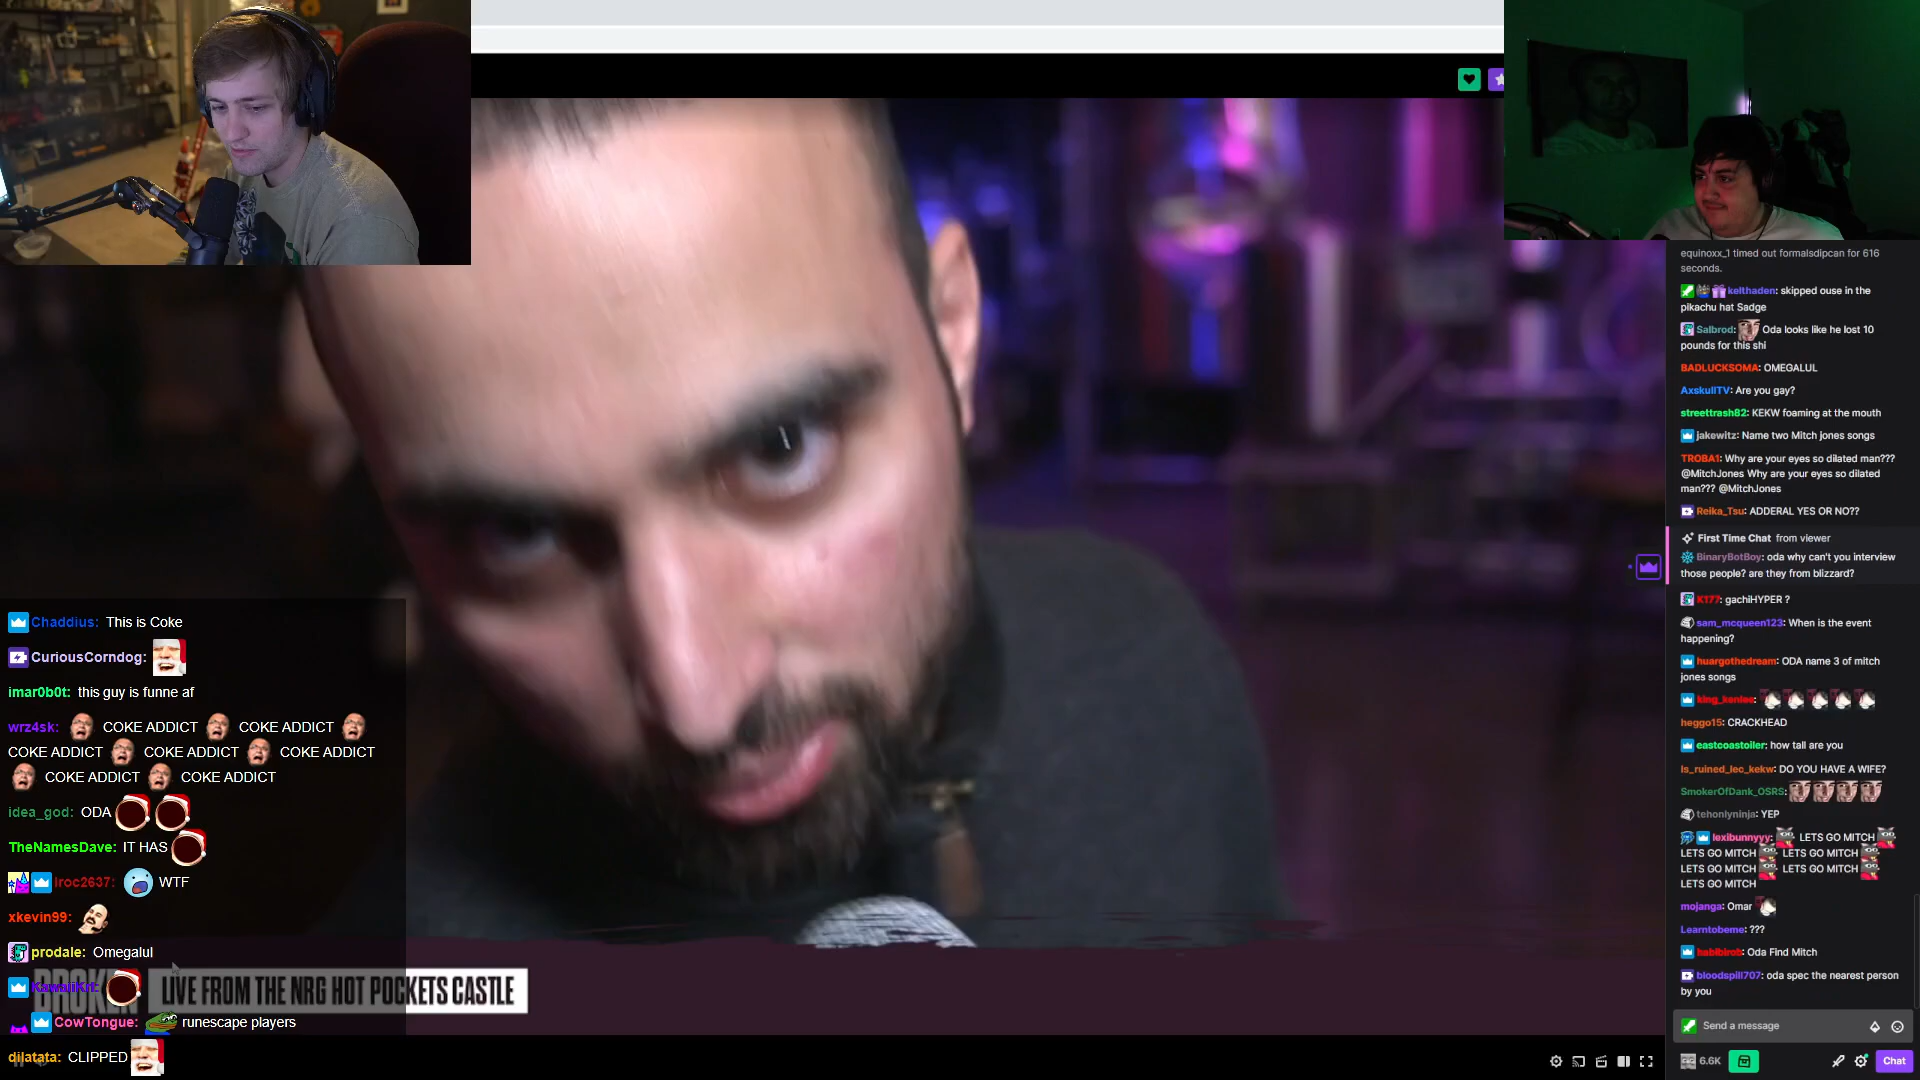 equinoxx_1 timed out formalsdipcan for 616
seconds.
kelthaden: skipped ouse in the
pikachu hat Sadge
Salbrod: Oda looks like he lost 10
pounds for this shi
BADLUCKSOMA: OMEGALUL
AxskullTV: Are you gay?
streettrash82: KEKW foaming at the mouth
jakewitz: Name two Mitch jones songs
TROBA1: Why are your eyes so dilated man???
@MitchJones Why are your eyes so dilated
man??? @MitchJones
Reika_Tsu: ADDERAL YES OR NO??
First Time Chat from viewer
BinaryBotBoy: oda why can't you interview
those people? are they from blizzard?
K177: gachiHYPER ?
sam_mcqueen123: When is the event
happening?
huargothedream: ODA name 3 of mitch
jones songs
heggo15: CRACKHEAD
eastcoastoiler: how tall are you
Is_ruined_lec_kekw: DO YOU HAVE A WIFE?
SmokerOfDank_OSRS:
tehonlyninja: YEP
lexibunnyyy: LETS GO MITCH
LETS GO MITCH LETS GO MITCH
LETS GO MITCH LETS GO MITCH
LETS GO MITCH
mojanga: Omar
Learntobeme: ???
habibirob: Oda Find Mitch
bloodspill707: oda spec the nearest person
by you
Send a message
6.6K
Chat
Chaddius: This is Coke
CuriousCorndog:
imar0b0t: this guy is funne af
wrz4sk: COKE ADDICT COKE ADDICT
COKE ADDICT COKE ADDICT COKE ADDICT
COKE ADDICT COKE ADDICT
idea_god: ODA
TheNamesDave: IT HAS
iroc2637: WTF
xkevin99:
prodale: Omegalul
KawajiKrt:
BROKEN
LIVE FROM THE NRG HOT POCKETS CASTLE
CowTongue: runescape players
dilatata: CLIPPED